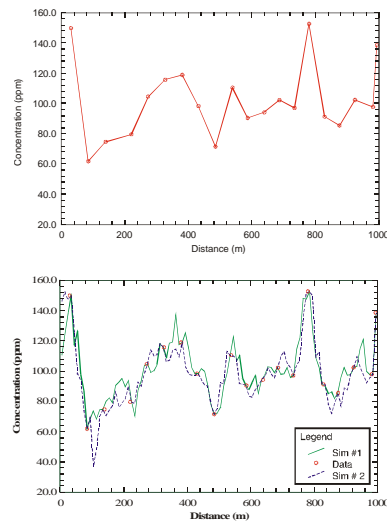 160.0
140.0
120.0
100.0
80.0
60.0
40.0
20.0
Concentration (ppm)
0 200 400 600 800 1000
Distance (m)
160.0
140.0
120.0
100.0
80.0
60.0
40.0
20.0
Concentration (ppm)
Legend
Sim #1
Data
Sim # 2
0 200 400 600 800 1000
Distance (m)